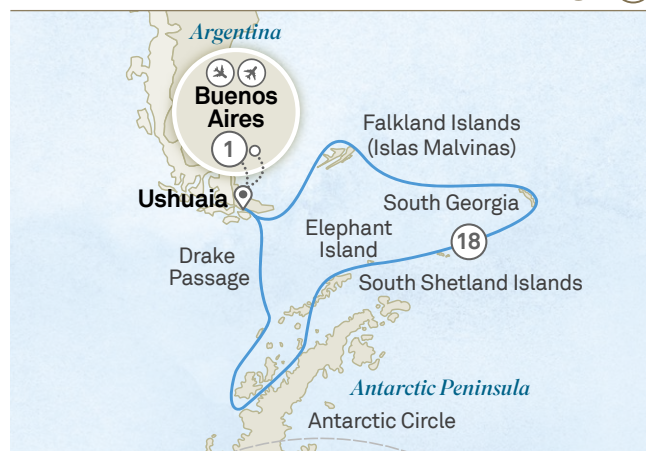 Argentina
Buenos
Aires
1
Falkland Islands
(Islas Malvinas)
Ushuaia
South Georgia
Elephant
Island
18
Drake
Passage
South Shetland Islands
Antarctic Peninsula
Antarctic Circle